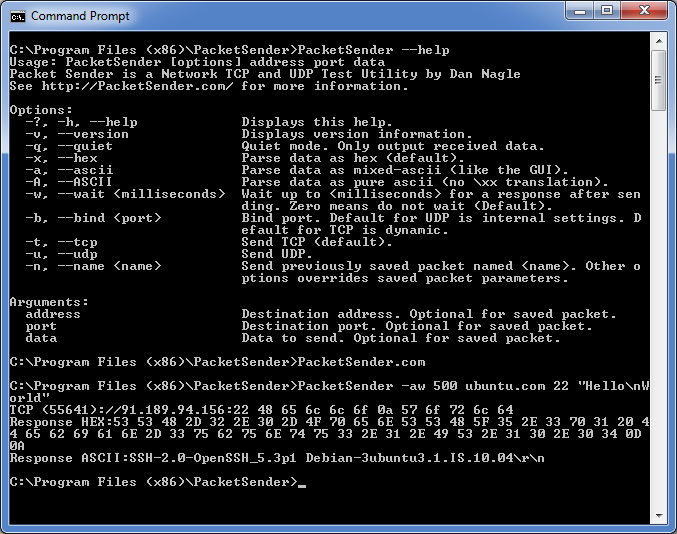 Command Prompt
C:\Program Files (x86)\PacketSender>PacketSender --help
Usage: PacketSender [options] address port data
Packet Sender is a Network TCP and UDP Test Utility by Dan Nagle
See http://PacketSender.com/ for more information.
Options:
-?, -h, --help Displays this help.
-v, --version Displays version information.
-q, --quiet Quiet mode. Only output received data.
-x, --hex Parse data as hex (default).
-a, --ascii Parse data as mixed-ascii (like the GUI).
-A, --ASCII Parse data as pure ascii (no \xx translation).
-w, --wait <milliseconds> Wait up to <milliseconds> for a response after sen
ding. Zero means do not wait (Default).
-b, --bind <port> Bind port. Default for UDP is internal settings. D
efault for TCP is dynamic.
-t, --tcp Send TCP (default).
-u, --udp Send UDP.
-n, --name <name> Send previously saved packet named <name>. Other o
ptions overrides saved packet parameters.
Arguments:
address Destination address. Optional for saved packet.
port Destination port. Optional for saved packet.
data Data to send. Optional for saved packet.
C:\Program Files (x86)\PacketSender>PacketSender.com
C:\Program Files (x86)\PacketSender>PacketSender -aw 500 ubuntu.com 22 "Hello\nW
orld"
TCP (55641)://91.189.94.156:22 48 65 6c 6c 6f 0a 57 6f 72 6c 64
Response HEX:53 53 48 2D 32 2E 30 2D 4F 70 65 6E 53 53 48 5F 35 2E 33 70 31 20 4
4 65 62 69 61 6E 2D 33 75 62 75 6E 74 75 33 2E 31 2E 49 53 2E 31 30 2E 30 34 0D
0A
Response ASCII:SSH-2.0-OpenSSH_5.3p1 Debian-3ubuntu3.1.IS.10.04\r\n
C:\Program Files (x86)\PacketSender>_